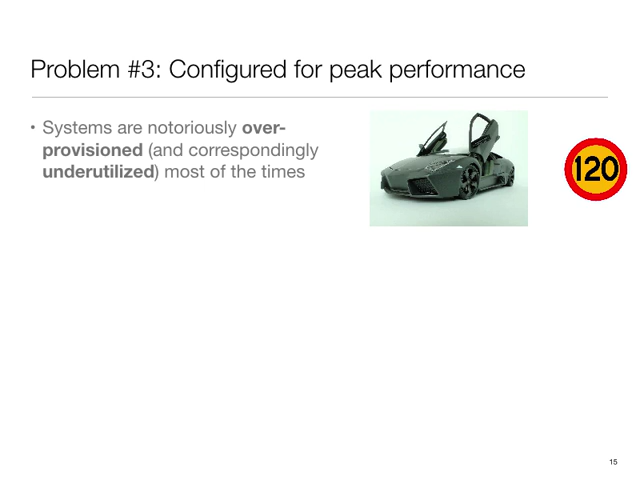 Problem #3: Configured for peak performance
• Systems are notoriously over-
provisioned (and correspondingly
underutilized) most of the times
120
15